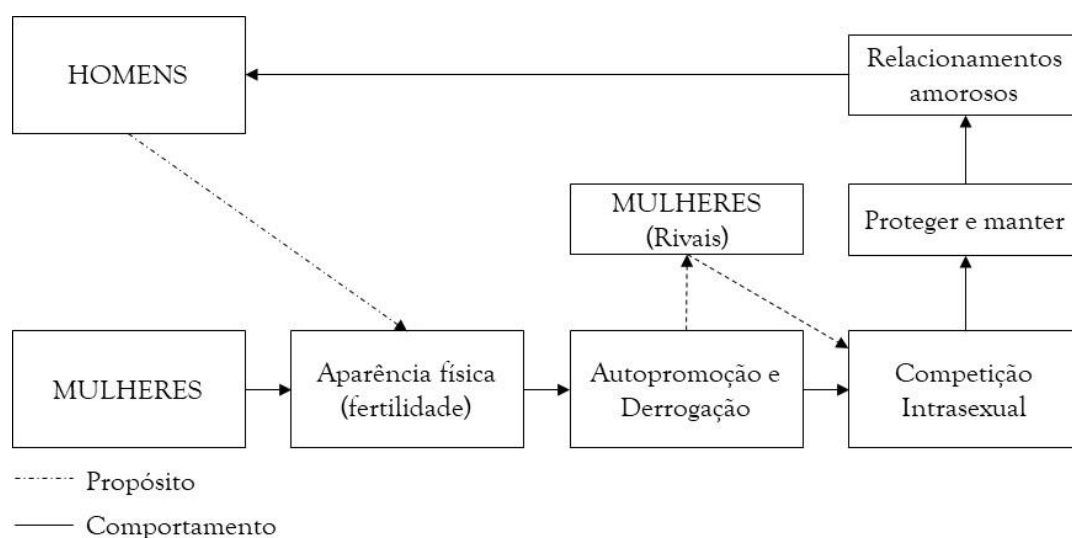 HOMENS
Relacionamentos
amorosos
MULHERES
(Rivais)
Proteger e manter
MULHERES
Aparência física
(fertilidade)
Autopromoção e
Derrogação
Competição
Intrasexual
Propósito
Comportamento